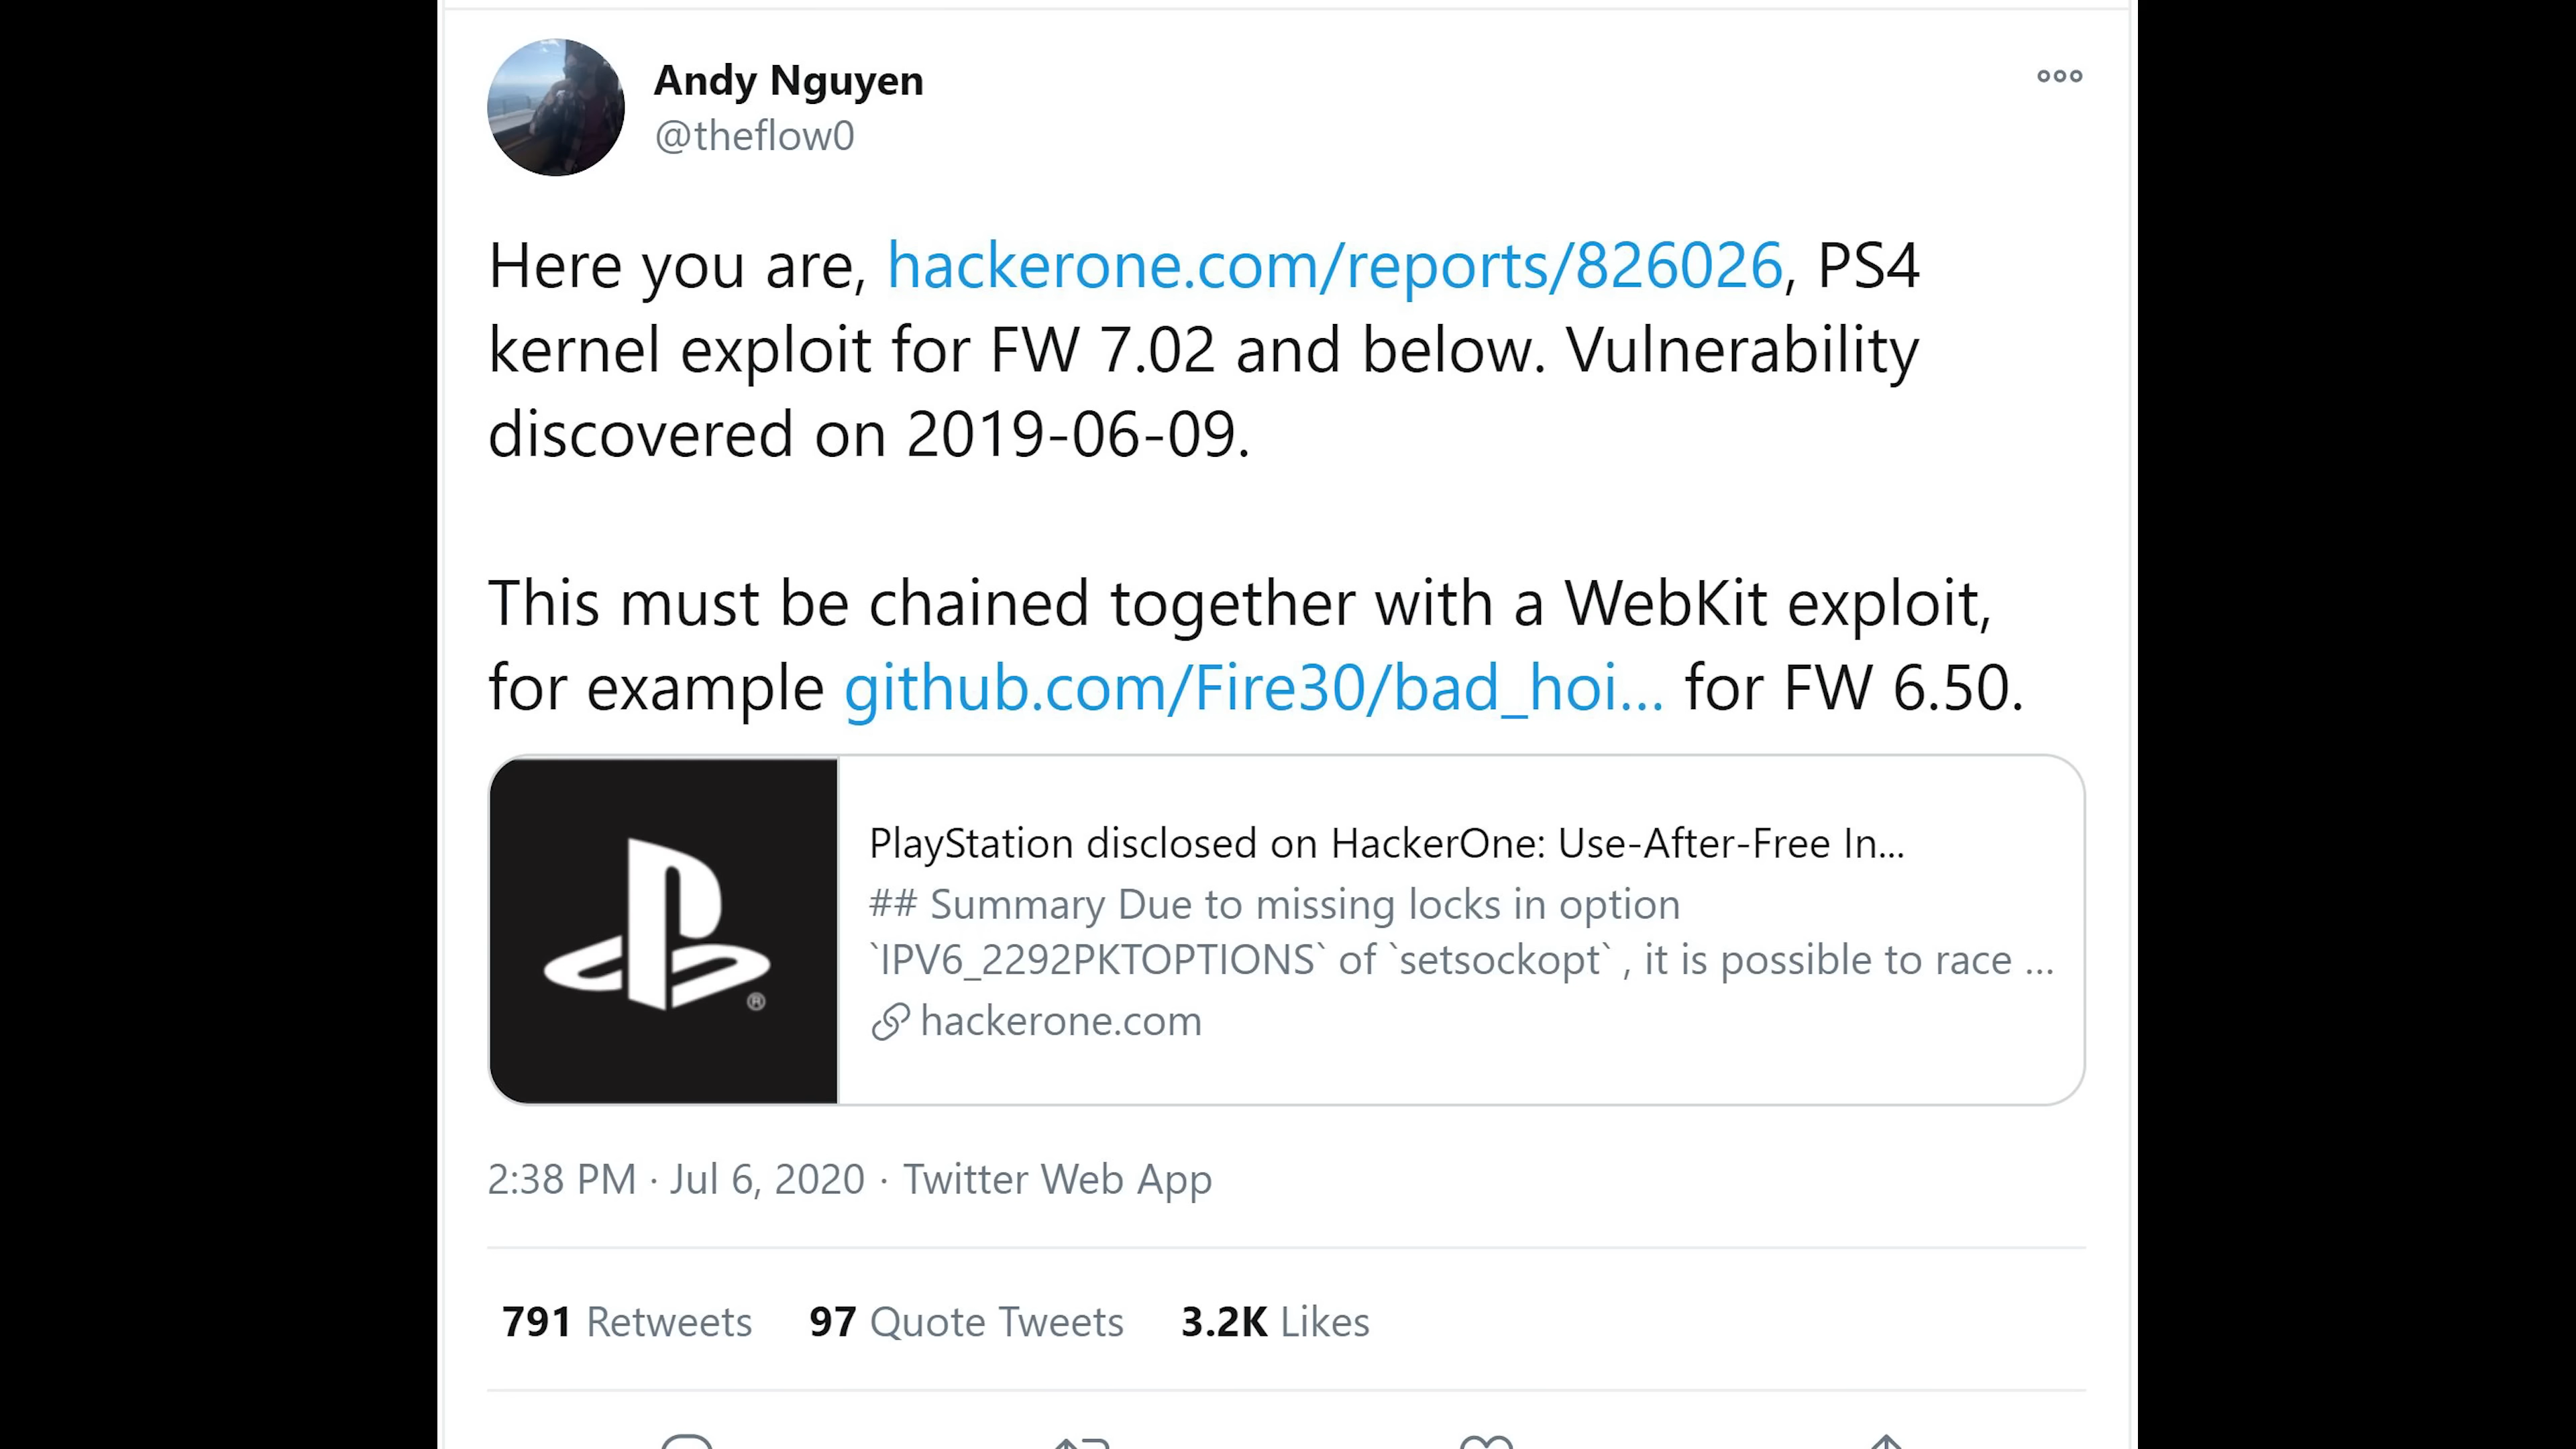 Andy Nguyen
@theflow0
Here you are, hackerone.com/reports/826026, PS4
kernel exploit for FW 7.02 and below. Vulnerability
discovered on 2019-06-09.
This must be chained together with a WebKit exploit,
for example github.com/Fire30/bad_hoi... for FW 6.50.
PlayStation disclosed on HackerOne: Use-After-Free In...
## Summary Due to missing locks in option
`IPV6_2292PKTOPTIONS` of `setsockopt` , it is possible to race ...
hackerone.com
®
2:38 PM · Jul 6, 2020 · Twitter Web App
791 Retweets 97 Quote Tweets 3.2K Likes